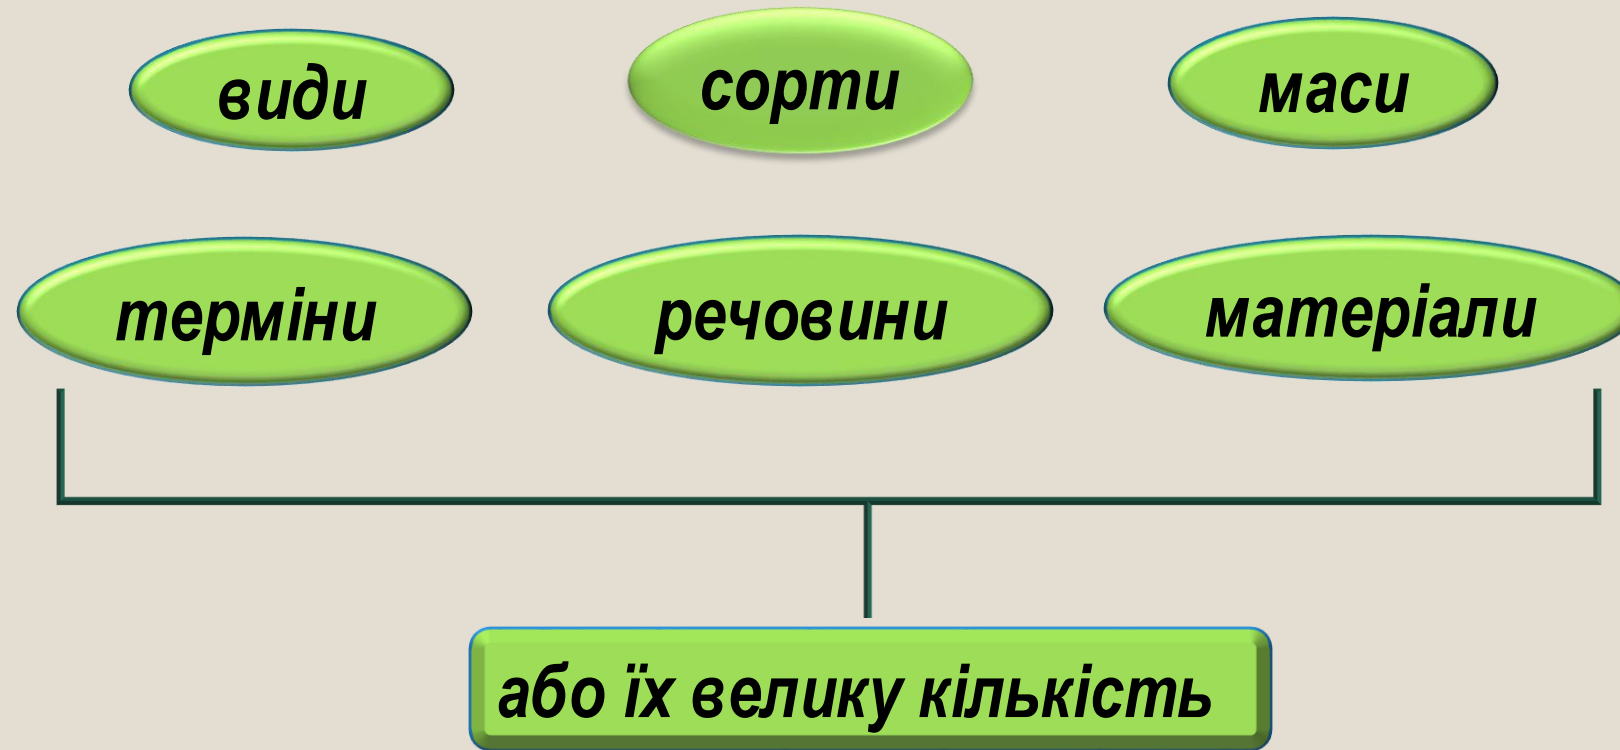 види
сорти
маси
терміни
речовини
матеріали
або їх велику кількість